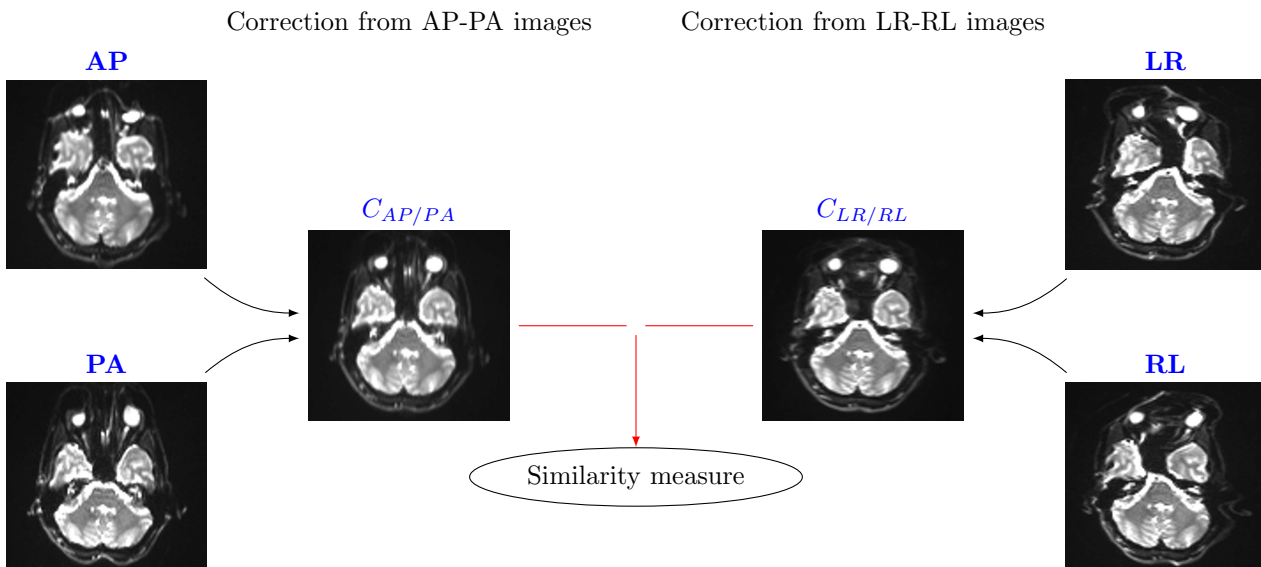 Correction from AP-PA images
Correction from LR-RL images
AP
LR
C_{AP/PA}
C_{LR/RL}
PA
RL
Similarity measure